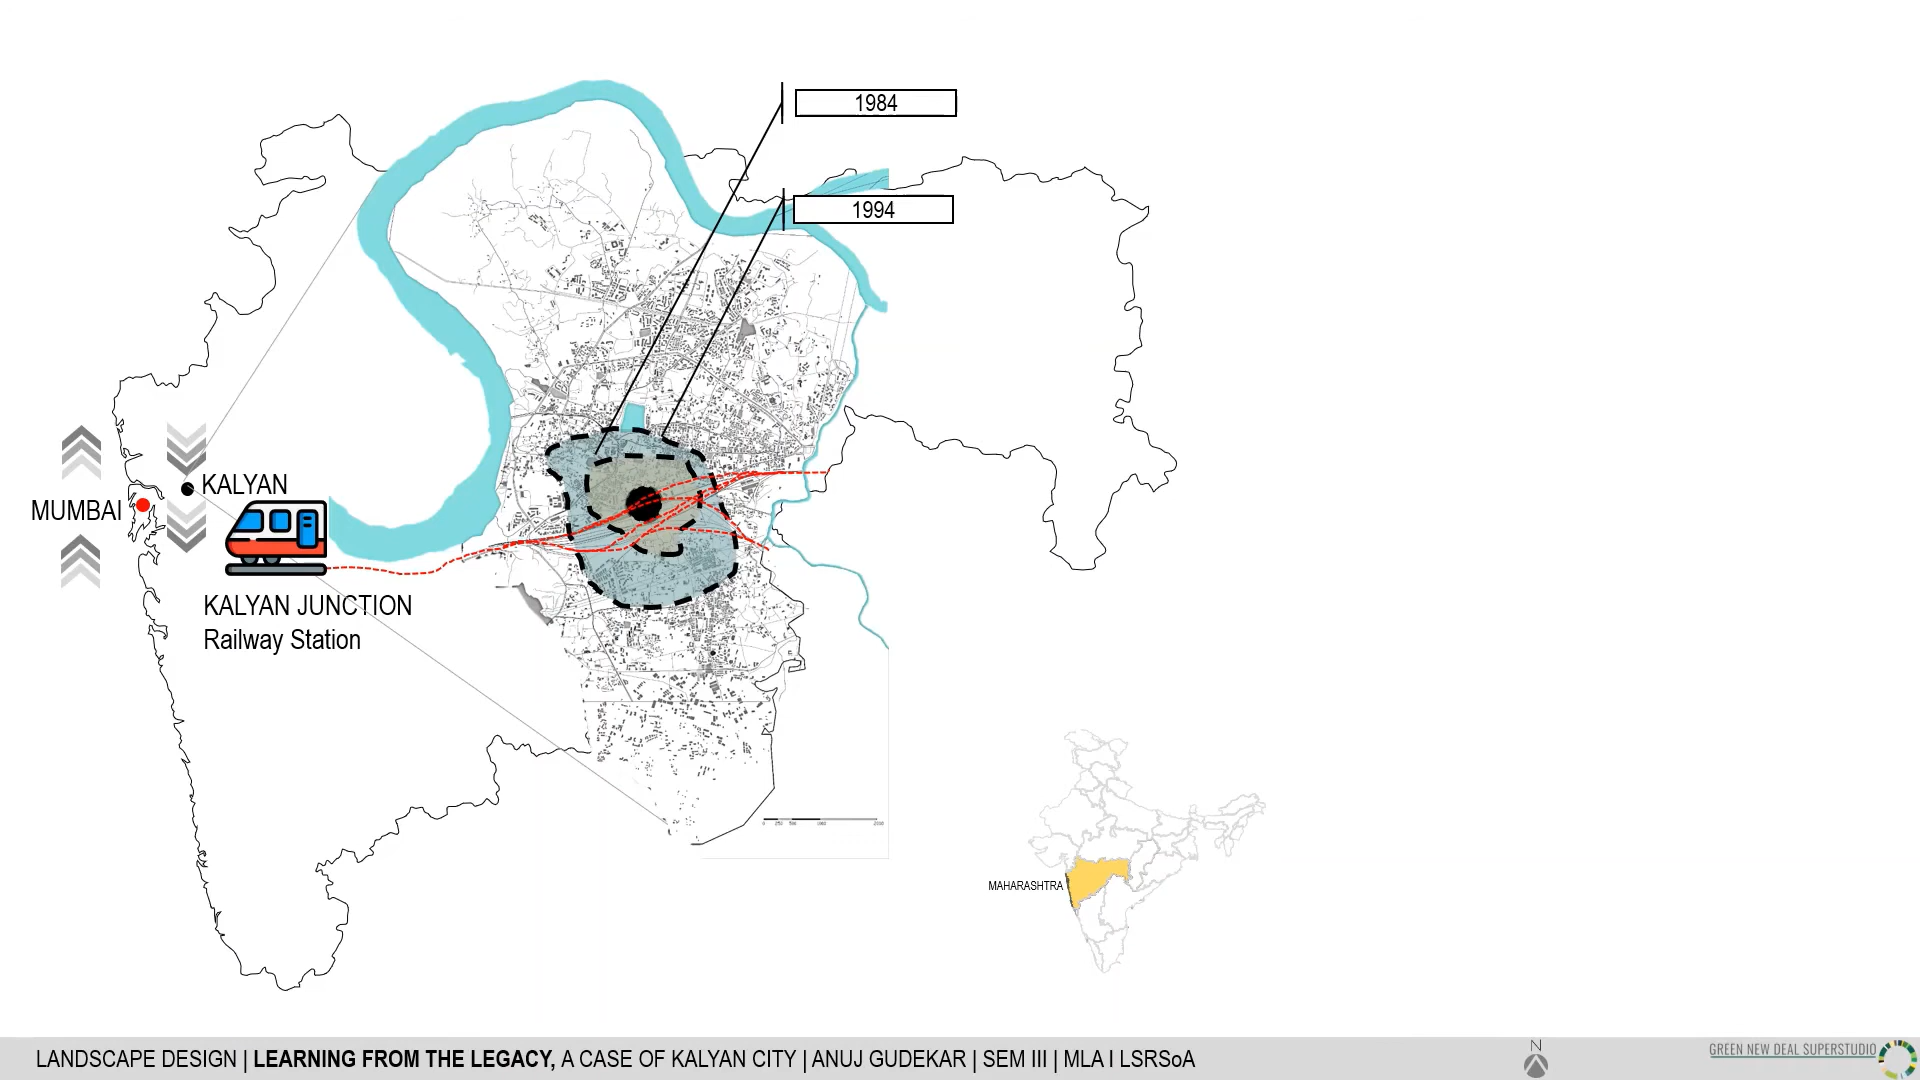 1984
1994
KALYAN
MUMBAI
KALYAN JUNCTION
Railway Station
MAHARASHTRA
LANDSCAPE DESIGN | LEARNING FROM THE LEGACY, A CASE OF KALYAN CITY | ANUJ GUDEKAR | SEM III | MLA I LSRSoA
N
GREEN NEW DEAL SUPERSTUDIO